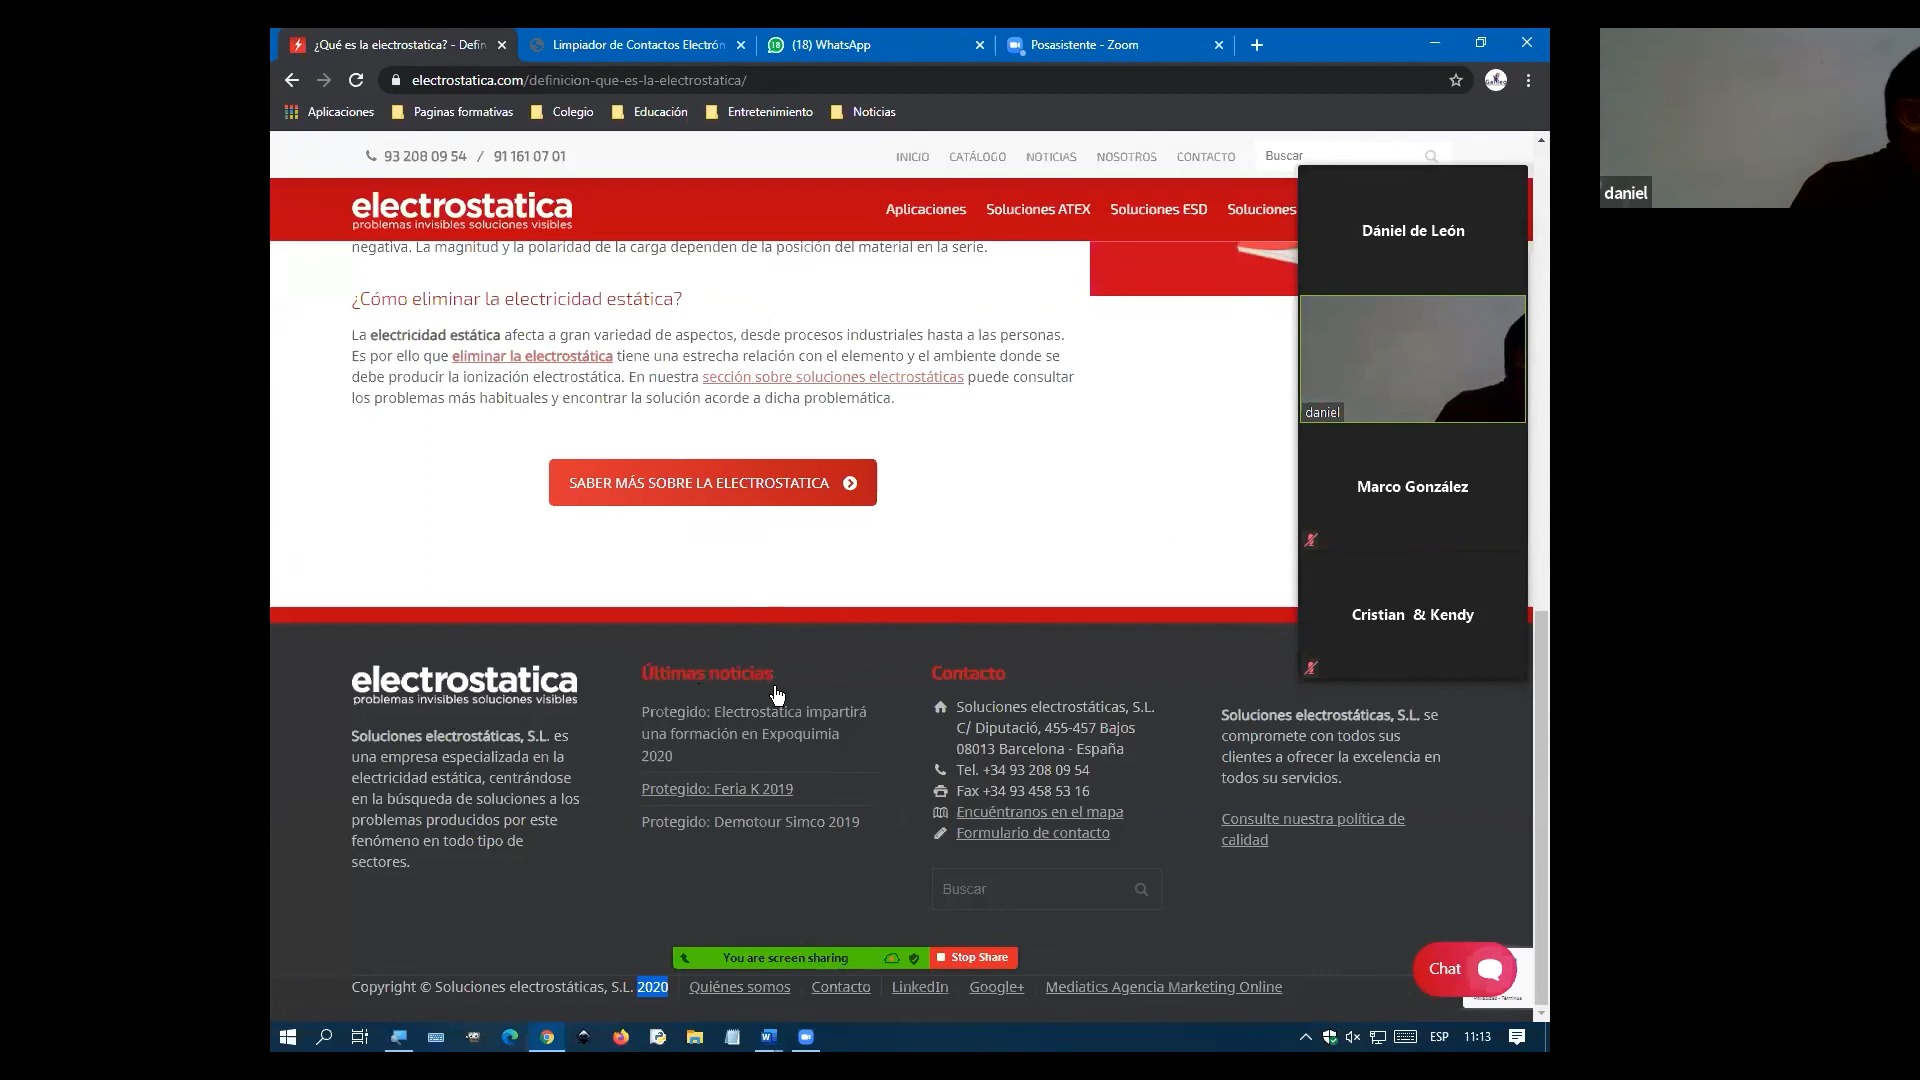 ¿Qué es la electrostatica? - Defin
Limpiador de Contactos Electrón
(18) WhatsApp
Posasistente - Zoom
electrostatica.com/definicion-que-es-la-electrostatica/
Aplicaciones
Paginas formativas
Colegio
Educación
Entretenimiento
Noticias
93 208 09 54 / 91 161 07 01
INICIO
CATÁLOGO
NOTICIAS
NOSOTROS
CONTACTO
Buscar
electrostatica
problemas invisibles soluciones visibles
Aplicaciones
Soluciones ATEX
Soluciones ESD
Soluciones
negativa. La magnitud y la polaridad de la carga dependen de la posición del material en la serie.
¿Cómo eliminar la electricidad estática?
La electricidad estática afecta a gran variedad de aspectos, desde procesos industriales hasta a las personas.
Es por ello que eliminar la electrostática tiene una estrecha relación con el elemento y el ambiente donde se
debe producir la ionización electrostática. En nuestra sección sobre soluciones electrostáticas puede consultar
los problemas más habituales y encontrar la solución acorde a dicha problemática.
SABER MÁS SOBRE LA ELECTROSTATICA
Dániel de León
daniel
Marco González
Cristian & Kendy
daniel
electrostatica
problemas invisibles soluciones visibles
Soluciones electrostáticas, S.L. es
una empresa especializada en la
electricidad estática, centrándose
en la búsqueda de soluciones a los
problemas producidos por este
fenómeno en todo tipo de
sectores.
Últimas noticias
Protegido: Electrostatica impartirá
una formación en Expoquimia
2020
Protegido: Feria K 2019
Protegido: Demotour Simco 2019
Contacto
Soluciones electrostáticas, S.L.
C/ Diputació, 455-457 Bajos
08013 Barcelona - España
Tel. +34 93 208 09 54
Fax +34 93 458 53 16
Encuéntranos en el mapa
Formulario de contacto
Buscar
Soluciones electrostáticas, S.L. se
compromete con todos sus
clientes a ofrecer la excelencia en
todos su servicios.
Consulte nuestra política de
calidad
You are screen sharing
Stop Share
Chat
Copyright © Soluciones electrostáticas, S.L. 2020
Quiénes somos
Contacto
LinkedIn
Google+
Mediatics Agencia Marketing Online
ESP
11:13